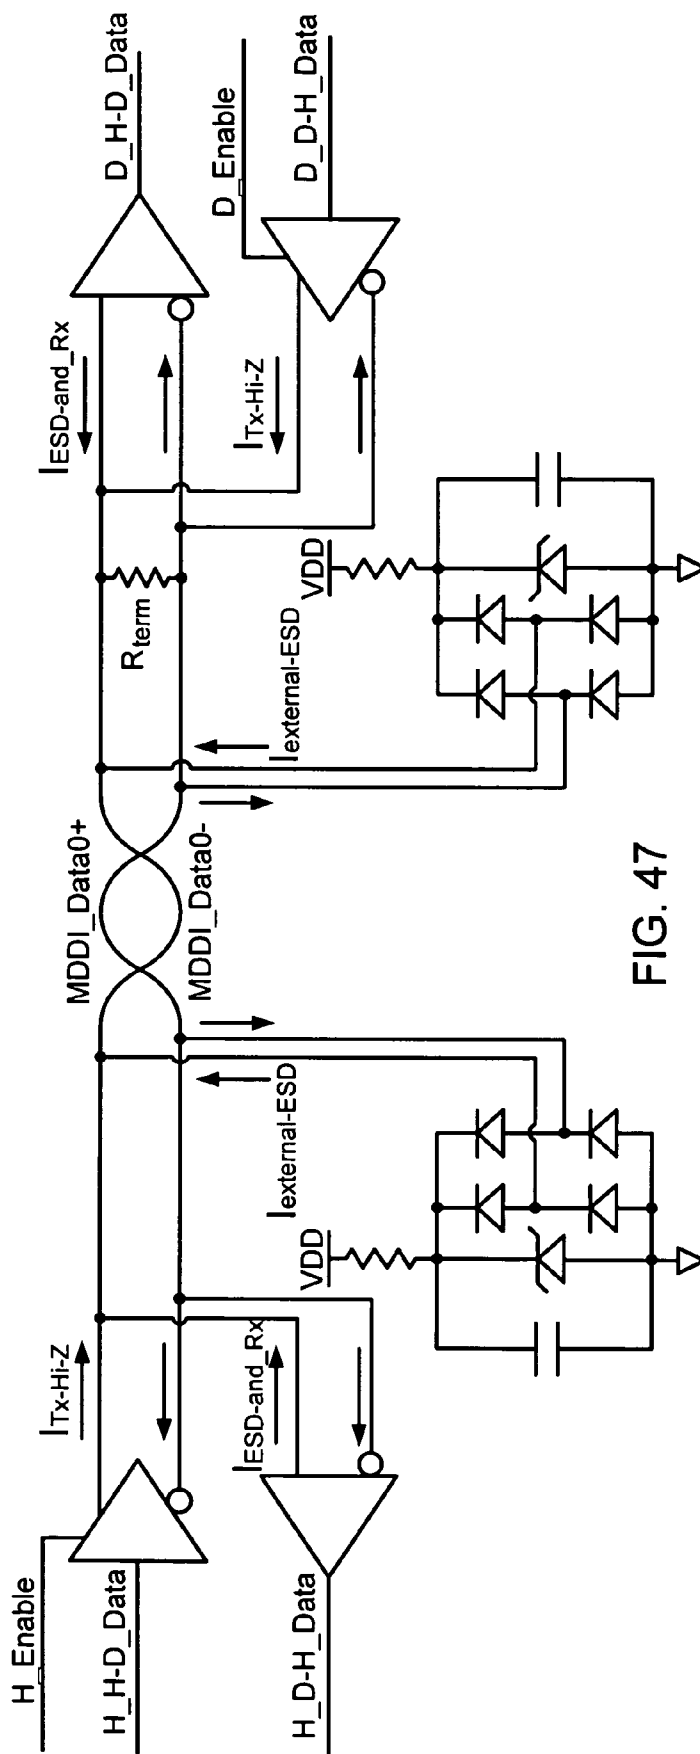 H_Enable
H_H-D_Data
H_D-H_Data
ITx-Hi-Z
IESD-and_Rx
VDD
Iexternal-ESD
MDDI_Data0+
MDDI_Data0-
Iexternal-ESD
Rterm
VDD
IESD-and_Rx
ITx-Hi-Z
D_H-D_Data
D_Enable
D_D-H_Data
FIG. 47